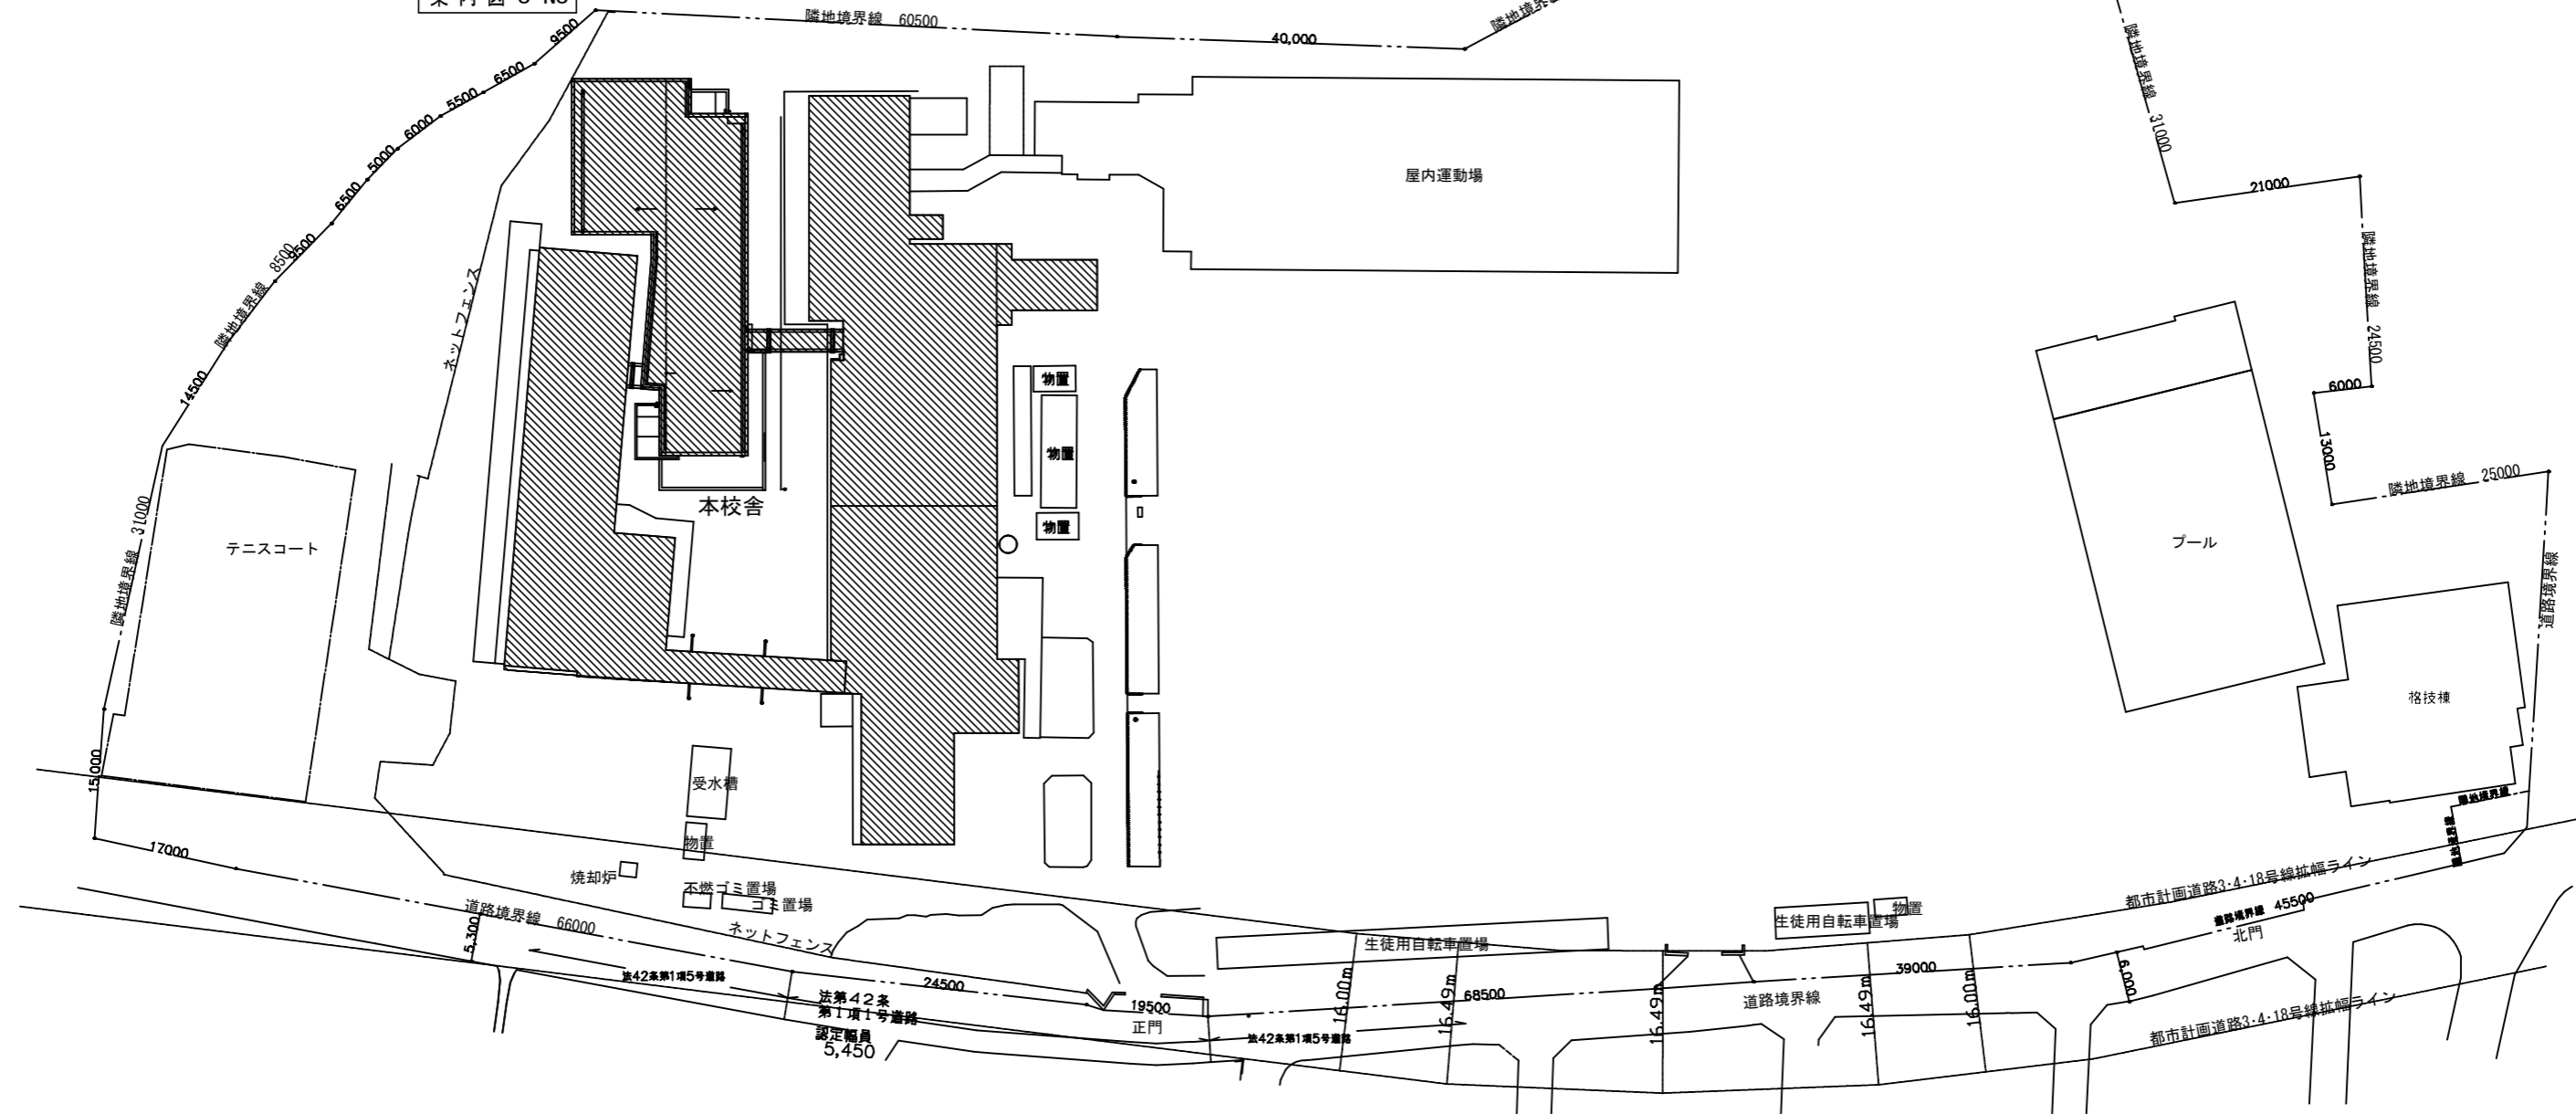 隣地境界線 60500
40,000
9500
6500
5500
6000
5000
6500
9500
隣地境界線 8500
14500
隣地境界線 31000
15,000
17000
ネットフェンス
テニスコート
本校舎
屋内運動場
物置
物置
物置
隣地境界線 31000
21000
隣地境界線 24500
6000
13000
隣地境界線 25000
道路境界線
プール
格技棟
隣地境界線
隣地境界線
受水槽
物置
焼却炉
不燃ゴミ置場
ゴミ置場
道路境界線 66000
5,300
ネットフェンス
法42条第1項5号道路
法第42条
第1項1号道路
認定幅員
5,450
24500
19500
正門
法42条第1項5号道路
生徒用自転車置場
16.00m
16.49m
68500
16.49m
生徒用自転車置場
物置
道路境界線
16.49m
39000
16.00m
6,000
都市計画道路3・4・18号線拡幅ライン
道路境界線 45500
北門
都市計画道路3・4・18号線拡幅ライン